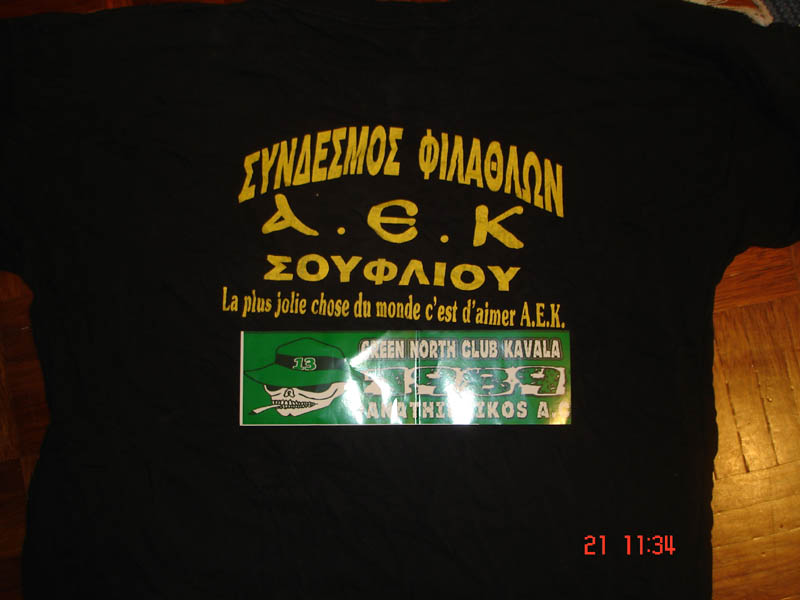 ΣΥΝΔΕΣΜΟΣ ΦΙΛΑΘΛΩΝ
Α.Ε.Κ
ΣΟΥΦΛΙΟΥ
La plus jolie chose du monde c'est d'aimer A.E.K.
13
GREEN NORTH CLUB KAVALA
1989
PANATHINAIKOS A.C
21 11:34